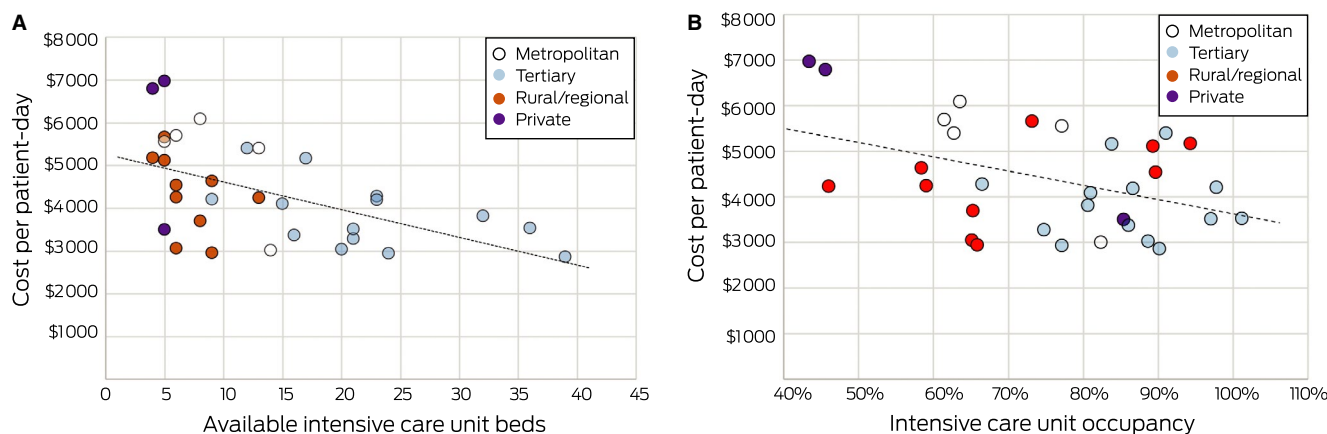 A
$8000
$7000
$6000
$5000
$4000
$3000
$2000
$1000
Cost per patient-day
Metropolitan
Tertiary
Rural/regional
Private
0 5 10 15 20 25 30 35 40 45
Available intensive care unit beds
B
$8000
$7000
$6000
$5000
$4000
$3000
$2000
$1000
Cost per patient-day
Metropolitan
Tertiary
Rural/regional
Private
40% 50% 60% 70% 80% 90% 100% 110%
Intensive care unit occupancy